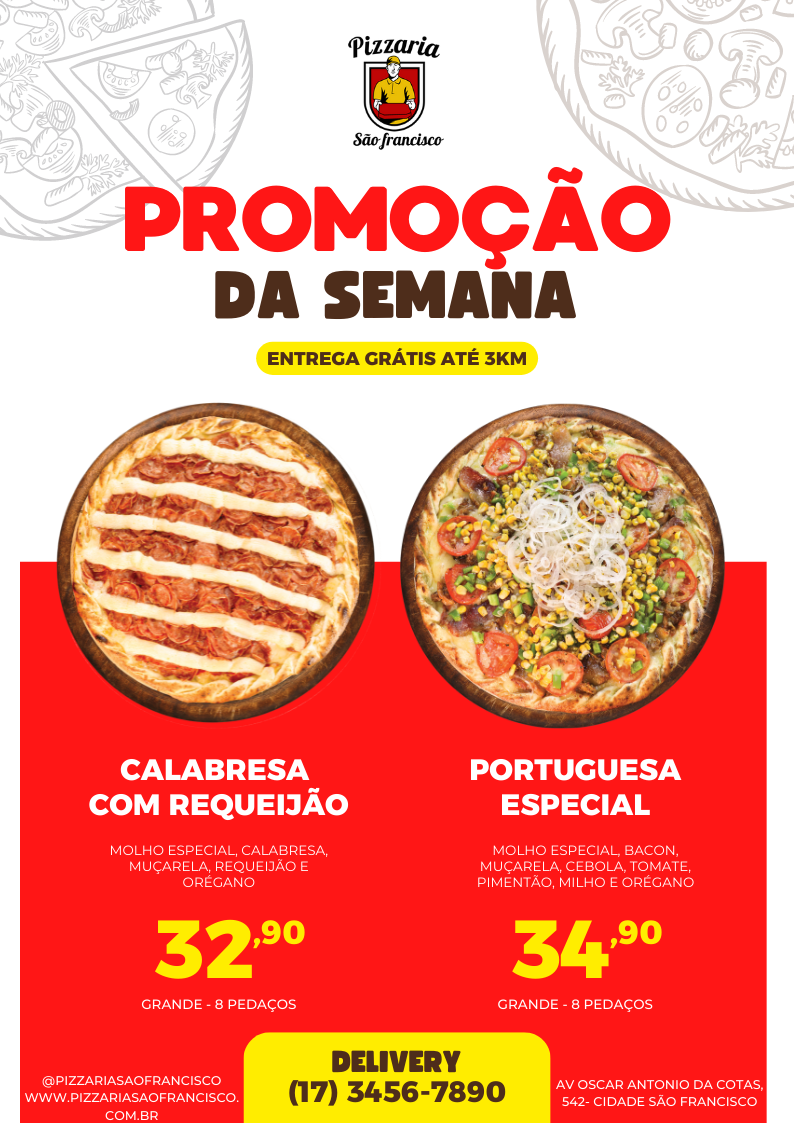 Pizzaria
São francisco
PROMOÇÃO
DA SEMANA
ENTREGA GRÁTIS ATÉ 3KM
CALABRESA
COM REQUEIJÃO
MOLHO ESPECIAL, CALABRESA,
MUÇARELA, REQUEIJÃO E
ORÉGANO
32,90
GRANDE - 8 PEDAÇOS
PORTUGUESA
ESPECIAL
MOLHO ESPECIAL, BACON,
MUÇARELA, CEBOLA, TOMATE,
PIMENTÃO, MILHO E ORÉGANO
34,90
GRANDE - 8 PEDAÇOS
@PIZZARIASAOFRANCISCO
WWW.PIZZARIASAOFRANCISCO.
COM.BR
DELIVERY
(17) 3456-7890
AV OSCAR ANTONIO DA COTAS,
542- CIDADE SÃO FRANCISCO